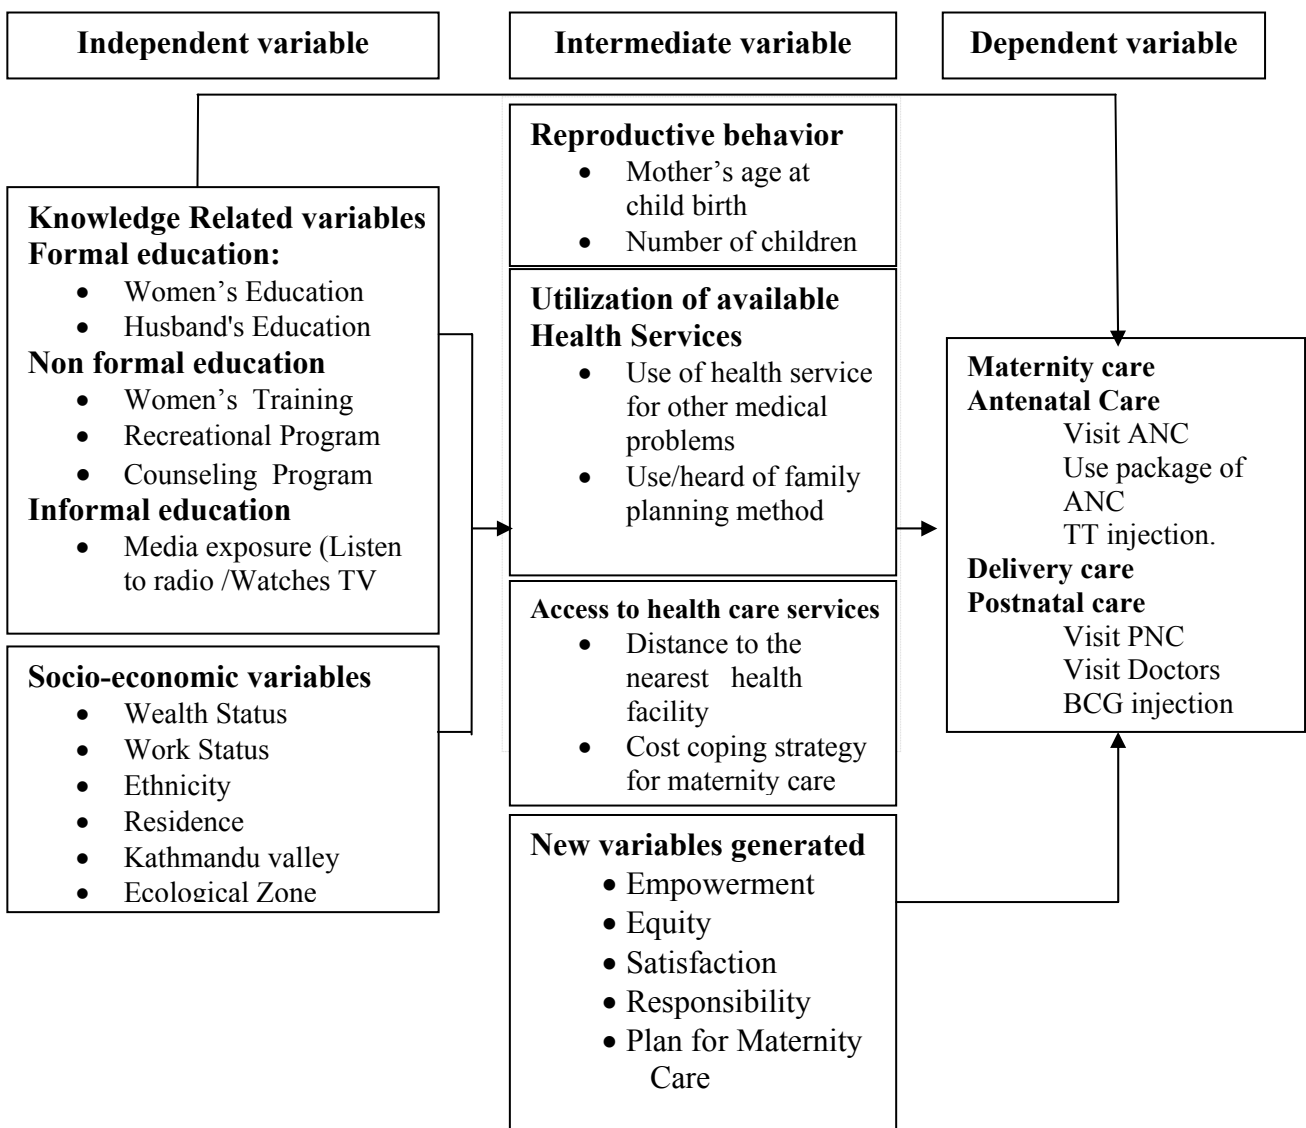 Independent variable
Intermediate variable
Dependent variable
Knowledge Related variables
Formal education:
• Women’s Education
• Husband's Education
Non formal education
• Women’s Training
• Recreational Program
• Counseling Program
Informal education
• Media exposure (Listen
to radio /Watches TV
Socio-economic variables
• Wealth Status
• Work Status
• Ethnicity
• Residence
• Kathmandu valley
• Ecological Zone
Reproductive behavior
• Mother’s age at
child birth
• Number of children
Utilization of available
Health Services
• Use of health service
for other medical
problems
• Use/heard of family
planning method
Access to health care services
• Distance to the
nearest health
facility
• Cost coping strategy
for maternity care
New variables generated
• Empowerment
• Equity
• Satisfaction
• Responsibility
• Plan for Maternity
Care
Maternity care
Antenatal Care
Visit ANC
Use package of
ANC
TT injection.
Delivery care
Postnatal care
Visit PNC
Visit Doctors
BCG injection